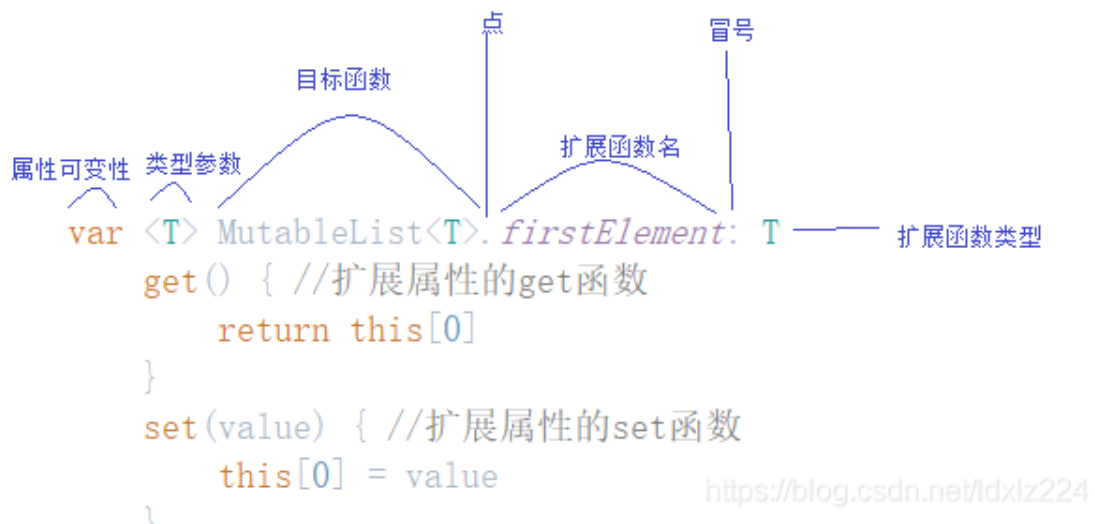 点
冒号
目标函数
扩展函数名
属性可变性 类型参数
var <T> MutableList<T>.firstElement: T 扩展函数类型
get() { //扩展属性的get函数
return this[0]
}
set(value) { //扩展属性的set函数
this[0] = value
https://blog.csdn.net/ldxlz224
}